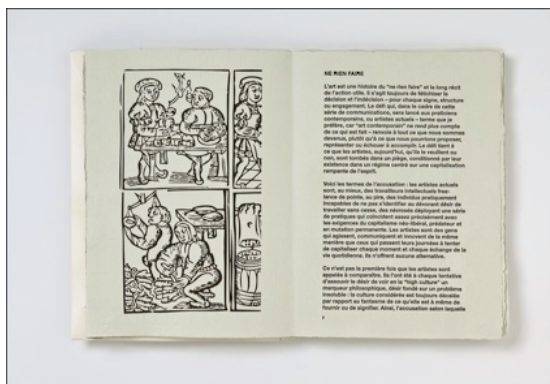 NE RIEN FAIRE
L'art est une histoire du "ne rien faire" et le long récit
de l'action utile. Il s'agit toujours de fétichiser la
décision et l'indécision – pour chaque signe, structure
ou engagement. Le défi qui, dans le cadre de cette
série de communications, sera lancé aux praticiens
contemporains, ou artistes actuels – terme que je
préfère, car "art contemporain" ne rend plus compte
de ce qui est fait – renvoie à tout ce que nous sommes
devenus, plutôt qu'à ce que nous pourrions proposer,
représenter ou échouer à accomplir. Le défi tient à
ce que les artistes, aujourd'hui, qu'ils le veuillent ou
non, sont tombés dans un piège, conditionné par leur
existence dans un régime centré sur une capitalisation
rampante de l'esprit.
Voici les termes de l'accusation : les artistes actuels
sont, au mieux, des travailleurs intellectuels free-
lance de pointe, au pire, des individus pratiquement
incapables de ne pas s'identifier au dévorant désir de
travailler sans cesse, des névrosés déployant une série
de pratiques qui coïncident assez précisément avec
les exigences du capitalisme néo-libéral, prédateur et
en mutation permanente. Les artistes sont des gens
qui agissent, communiquent et innovent de la même
manière que ceux qui passent leurs journées à tenter
de capitaliser chaque moment et chaque échange de la
vie quotidienne. Ils n'offrent aucune alternative.
Ce n'est pas la première fois que les artistes sont
appelés à comparaître. Ils l'ont été à chaque tentative
d'assouvir le désir de voir en la "high culture" un
marqueur philosophique, désir fondé sur un problème
insoluble : la culture considérée est toujours décalée
par rapport au fantasme de ce qu'elle est à même de
fournir ou de signifier. Ainsi, l'accusation selon laquelle